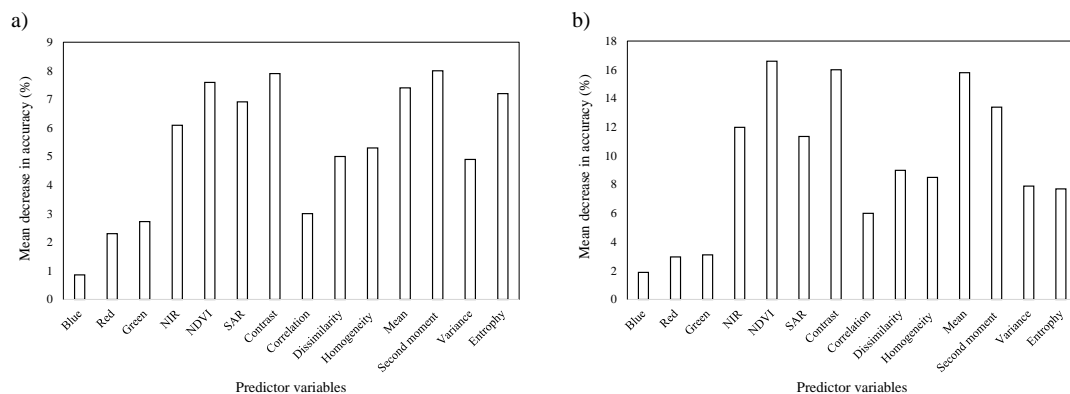 a)
9
8
7
6
5
4
3
2
1
0
Mean decrease in accuracy (%)
Blue
Red
Green
NIR
NDVI
SAR
Contrast
Correlation
Dissimilarity
Homogeneity
Mean
Second moment
Variance
Entrophy
Predictor variables
b)
18
16
14
12
10
8
6
4
2
0
Mean decrease in accuracy (%)
Blue
Red
Green
NIR
NDVI
SAR
Contrast
Correlation
Dissimilarity
Homogeneity
Mean
Second moment
Variance
Entrophy
Predictor variables